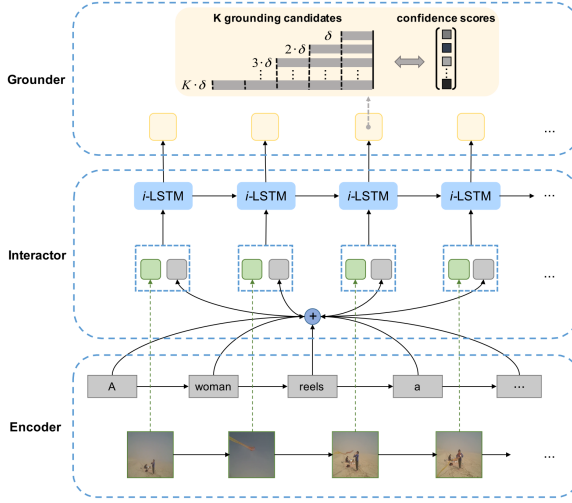 K grounding candidates
confidence scores
δ
2·δ
3·δ
K·δ
Grounder
...
i-LSTM
i-LSTM
i-LSTM
i-LSTM
...
Interactor
...
+
A
woman
reels
a
...
Encoder
...